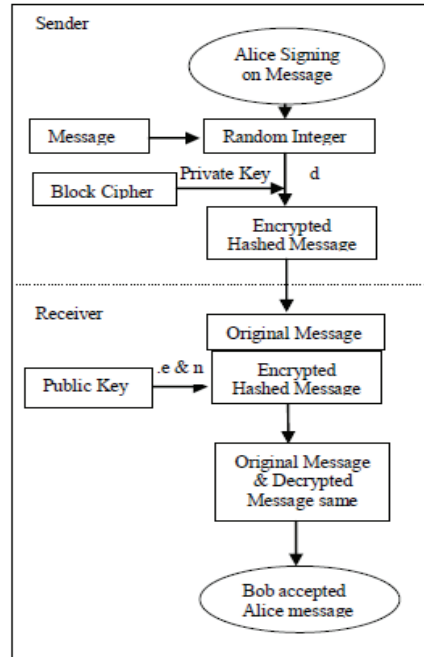 Sender
Alice Signing
on Message
Message
Random Integer
Private Key
d
Block Cipher
Encrypted
Hashed Message
Receiver
Original Message
.e & n
Public Key
Encrypted
Hashed Message
Original Message
& Decrypted
Message same
Bob accepted
Alice message